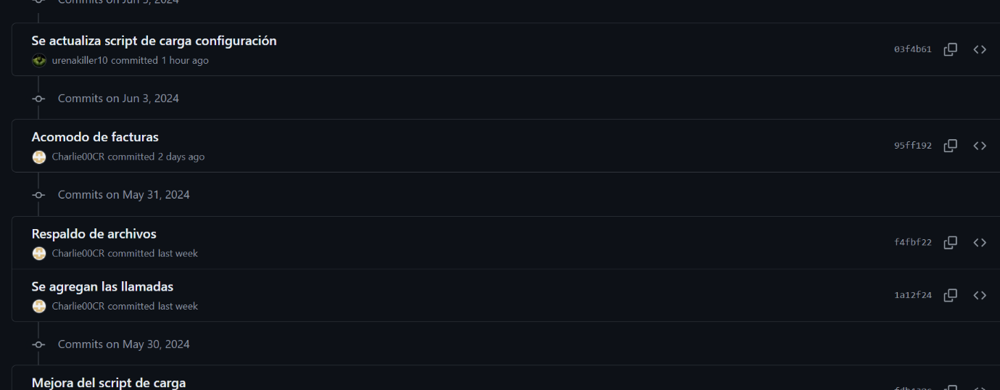 Commits on Jun 5, 2024
Se actualiza script de carga configuración
urenakiller10 committed 1 hour ago
03f4b61
Commits on Jun 3, 2024
Acomodo de facturas
Charlie00CR committed 2 days ago
95ff192
Commits on May 31, 2024
Respaldo de archivos
Charlie00CR committed last week
f4fbf22
Se agregan las llamadas
Charlie00CR committed last week
1a12f24
Commits on May 30, 2024
Mejora del script de carga